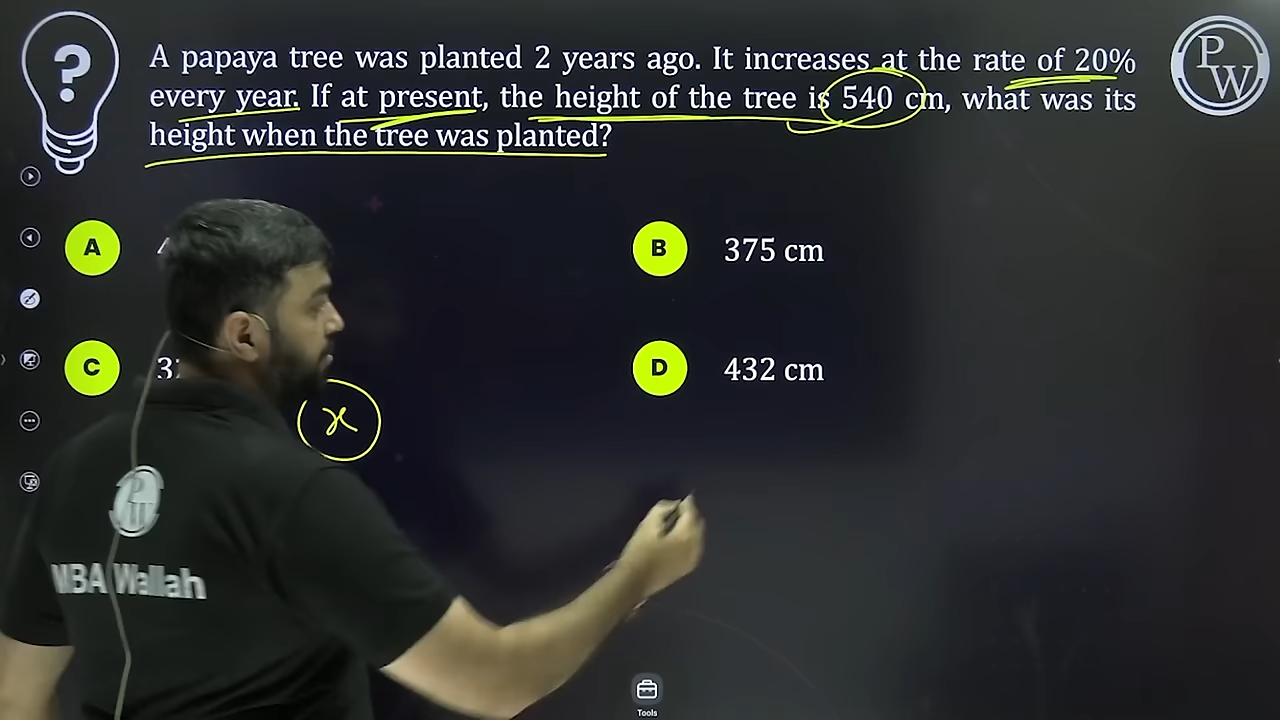 A papaya tree was planted 2 years ago. It increases at the rate of 20%
every year. If at present, the height of the tree is 540 cm, what was its
height when the tree was planted?
P
W
A
B 375 cm
C
D 432 cm
x
P
W
MBA Wallah
Tools